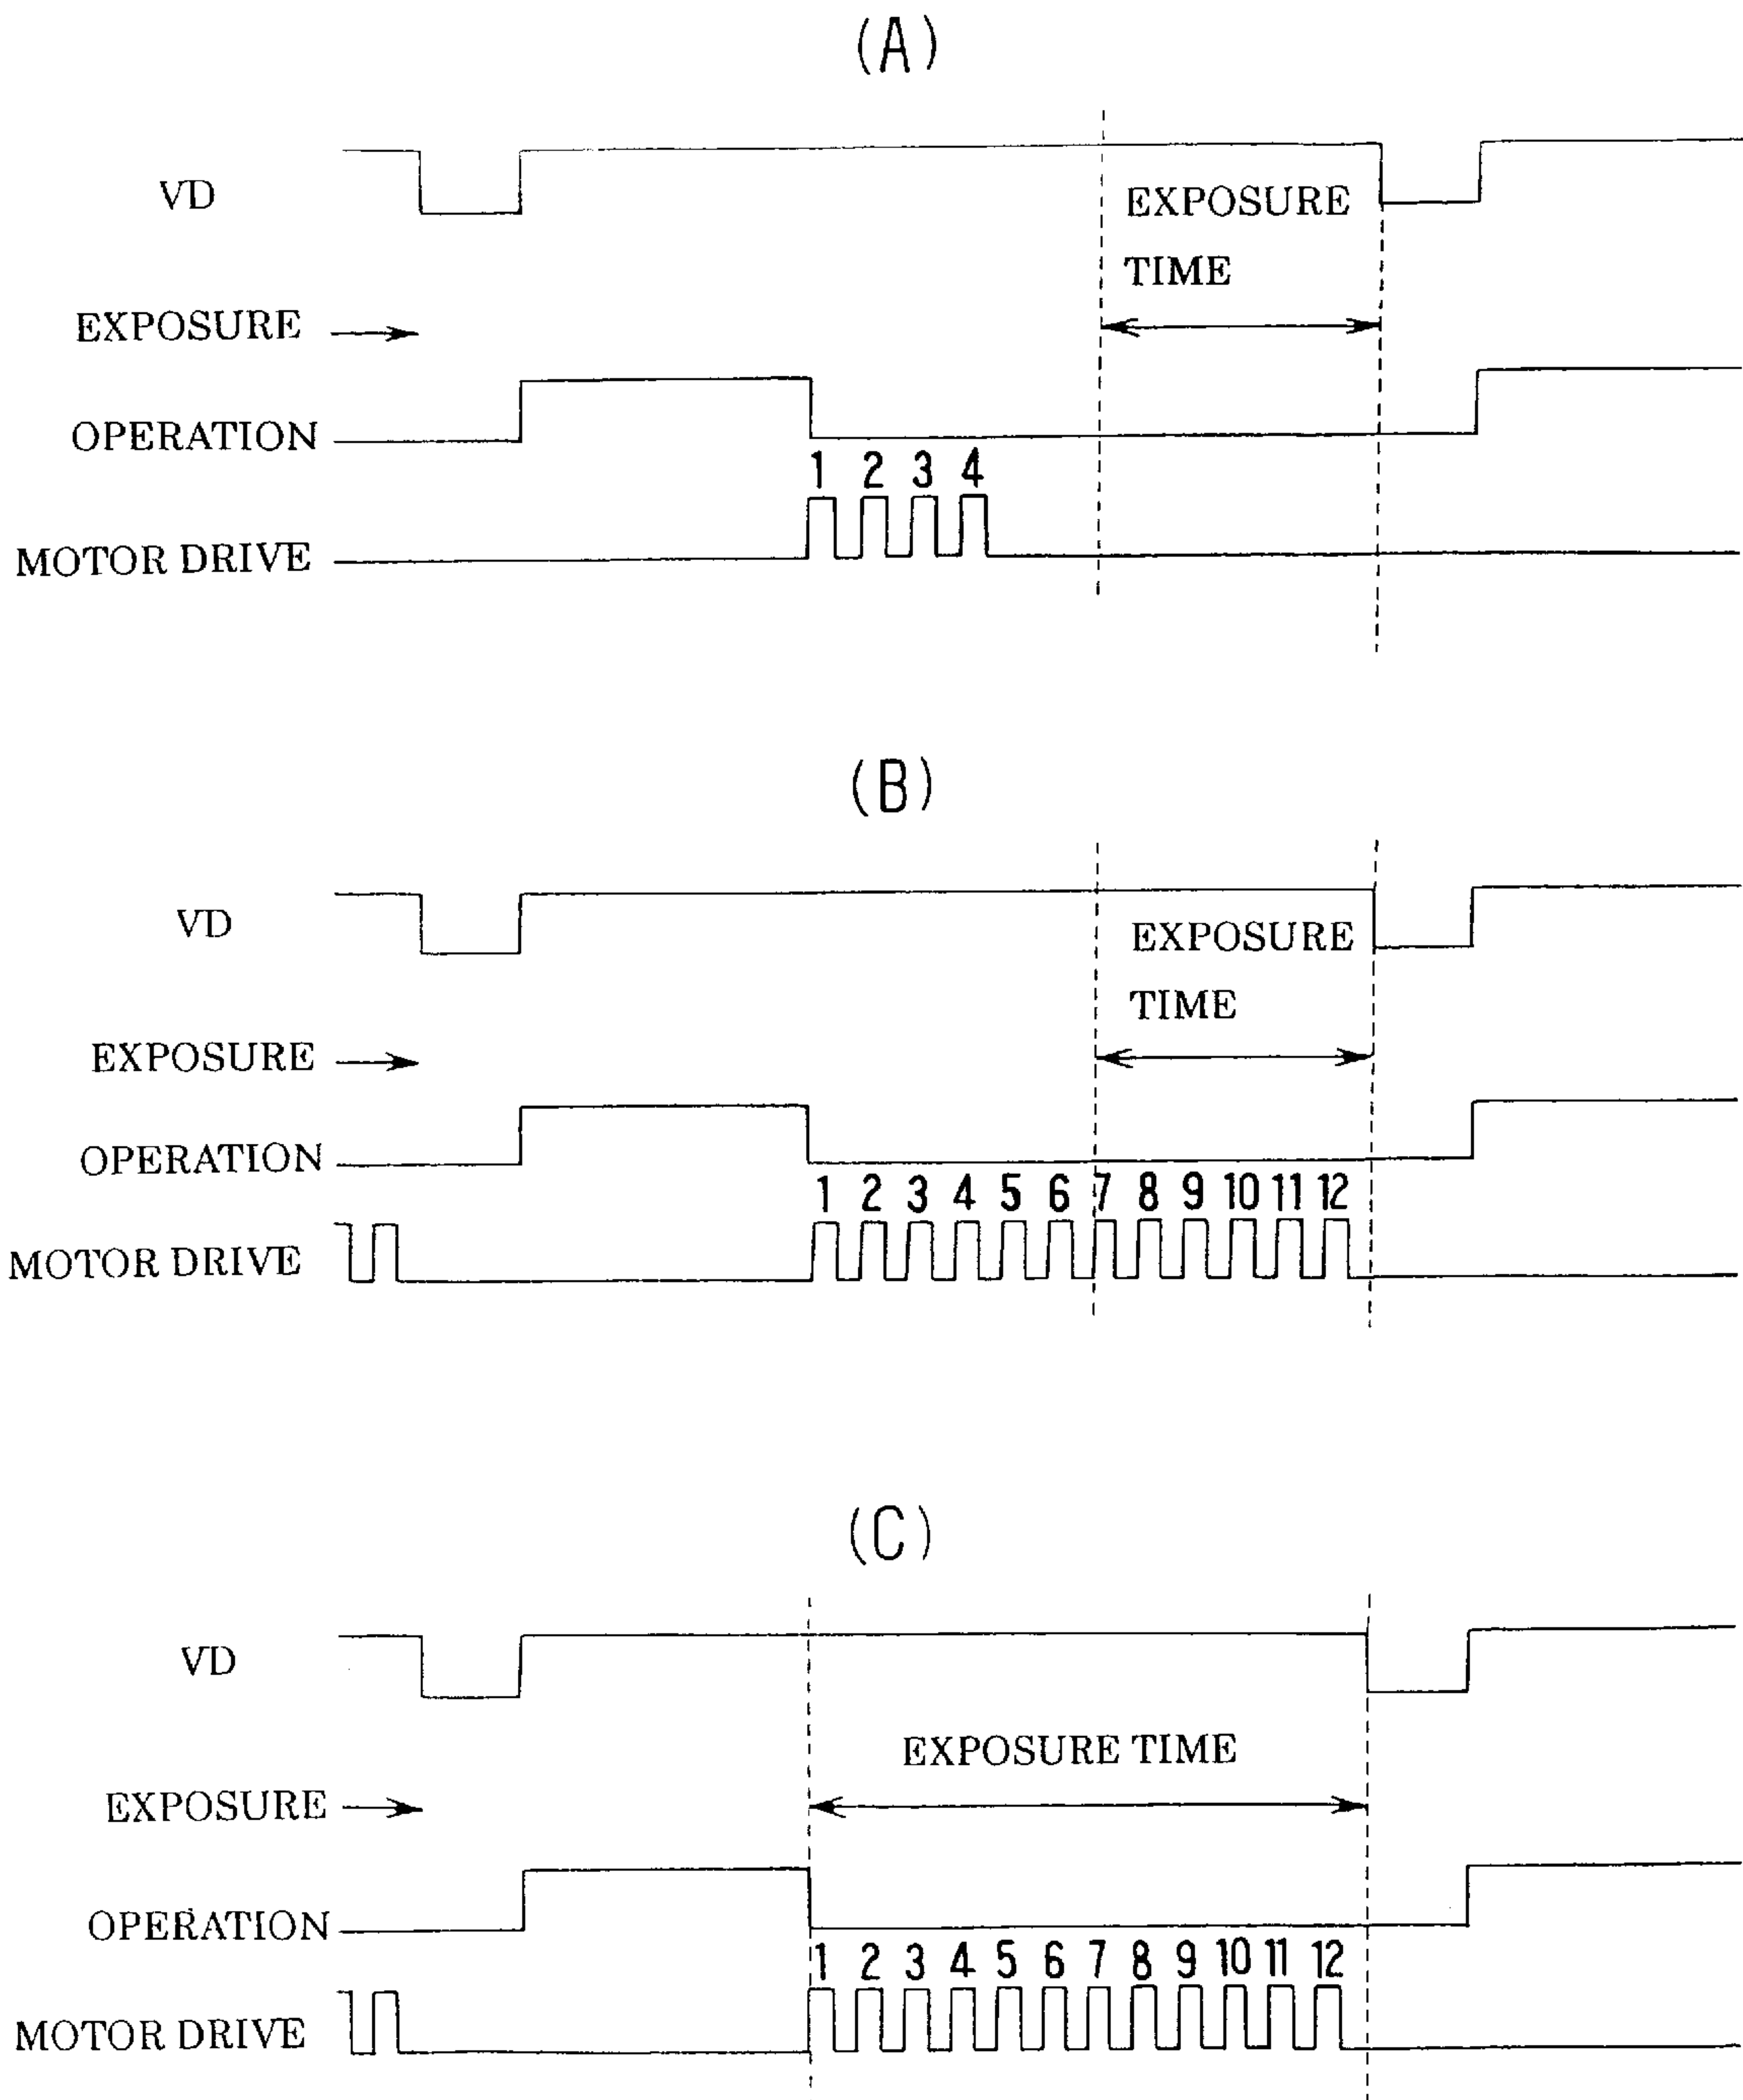 (A)
VD
EXPOSURE
TIME
EXPOSURE
OPERATION
1 2 3 4
MOTOR DRIVE
(B)
VD
EXPOSURE
TIME
EXPOSURE
OPERATION
1 2 3 4 5 6 7 8 9 10 11 12
MOTOR DRIVE
(C)
VD
EXPOSURE TIME
EXPOSURE
OPERATION
1 2 3 4 5 6 7 8 9 10 11 12
MOTOR DRIVE